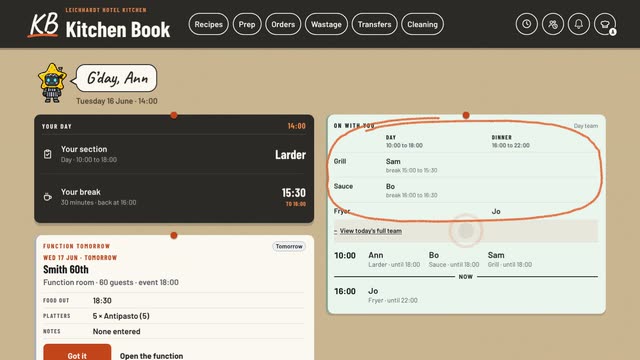 LEICHHARDT HOTEL KITCHEN
KB Kitchen Book
Recipes Prep Orders Wastage Transfers Cleaning
G'day, Ann
Tuesday 16 June · 14:00
YOUR DAY 14:00
Your section
Day · 10:00 to 18:00
Larder
Your break
30 minutes · back at 16:00
15:30
TO 16:00
FUNCTION TOMORROW Tomorrow
WED 17 JUN · TOMORROW
Smith 60th
Function room · 60 guests · event 18:00
FOOD OUT 18:30
PLATTERS 5 × Antipasto (5)
NOTES None entered
Got it Open the function
ON WITH YOU Day team
DAY DINNER
10:00 to 18:00 16:00 to 22:00
Grill Sam
break 15:00 to 15:30
Sauce Bo
break 16:00 to 16:30
Fryer Jo
View today's full team
10:00 Ann Bo Sam
Larder · until 18:00 Sauce · until 18:00 Grill · until 18:00
NOW
16:00 Jo
Fryer · until 22:00